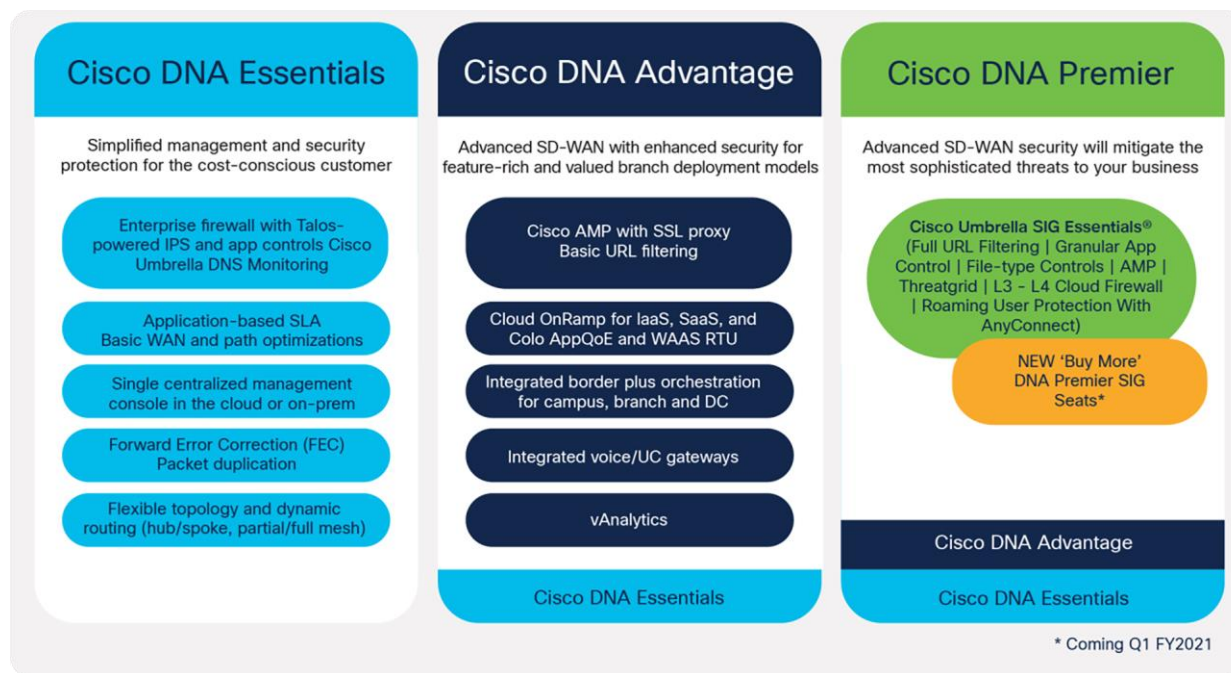 Cisco DNA Essentials
Simplified management and security
protection for the cost-conscious customer
Enterprise firewall with Talos-
powered IPS and app controls Cisco
Umbrella DNS Monitoring
Application-based SLA
Basic WAN and path optimizations
Single centralized management
console in the cloud or on-prem
Forward Error Correction (FEC)
Packet duplication
Flexible topology and dynamic
routing (hub/spoke, partial/full mesh)
Cisco DNA Advantage
Advanced SD-WAN with enhanced security for
feature-rich and valued branch deployment models
Cisco AMP with SSL proxy
Basic URL filtering
Cloud OnRamp for IaaS, SaaS, and
Colo AppQoE and WAAS RTU
Integrated border plus orchestration
for campus, branch and DC
Integrated voice/UC gateways
vAnalytics
Cisco DNA Essentials
Cisco DNA Premier
Advanced SD-WAN security will mitigate the
most sophisticated threats to your business
Cisco Umbrella SIG Essentials®
(Full URL Filtering | Granular App
Control | File-type Controls | AMP |
Threatgrid | L3 - L4 Cloud Firewall
| Roaming User Protection With
AnyConnect)
NEW ‘Buy More’
DNA Premier SIG
Seats*
Cisco DNA Advantage
Cisco DNA Essentials
* Coming Q1 FY2021